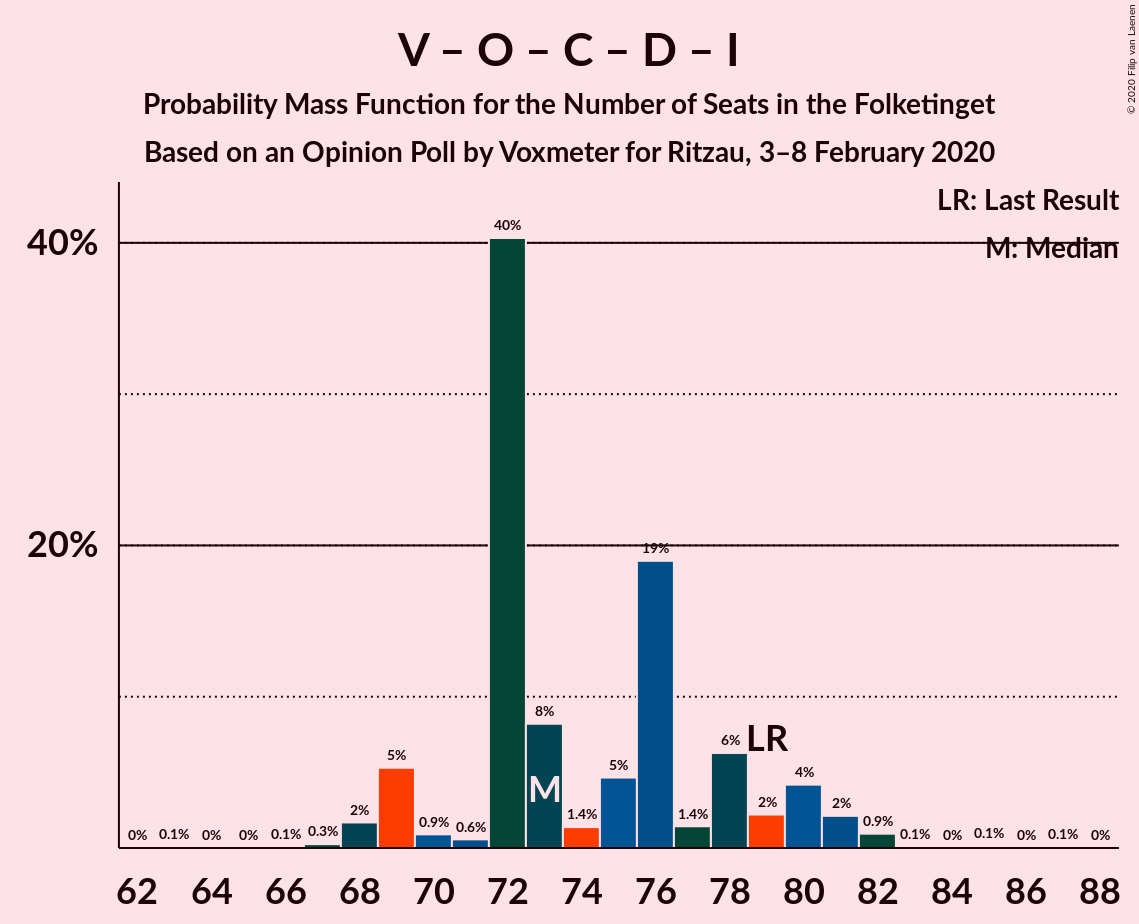 V – O – C – D – I
Probability Mass Function for the Number of Seats in the Folketinget
Based on an Opinion Poll by Voxmeter for Ritzau, 3–8 February 2020
© 2020 Filip van Laenen
LR: Last Result
M: Median
40%
20%
0% 0.1% 0% 0% 0.1% 0.3% 2% 5% 0.9% 0.6% 40% 8% 1.4% 5% 19% 1.4% 6% 2% 4% 2% 0.9% 0.1% 0% 0.1% 0% 0.1% 0%
M
LR
62 64 66 68 70 72 74 76 78 80 82 84 86 88